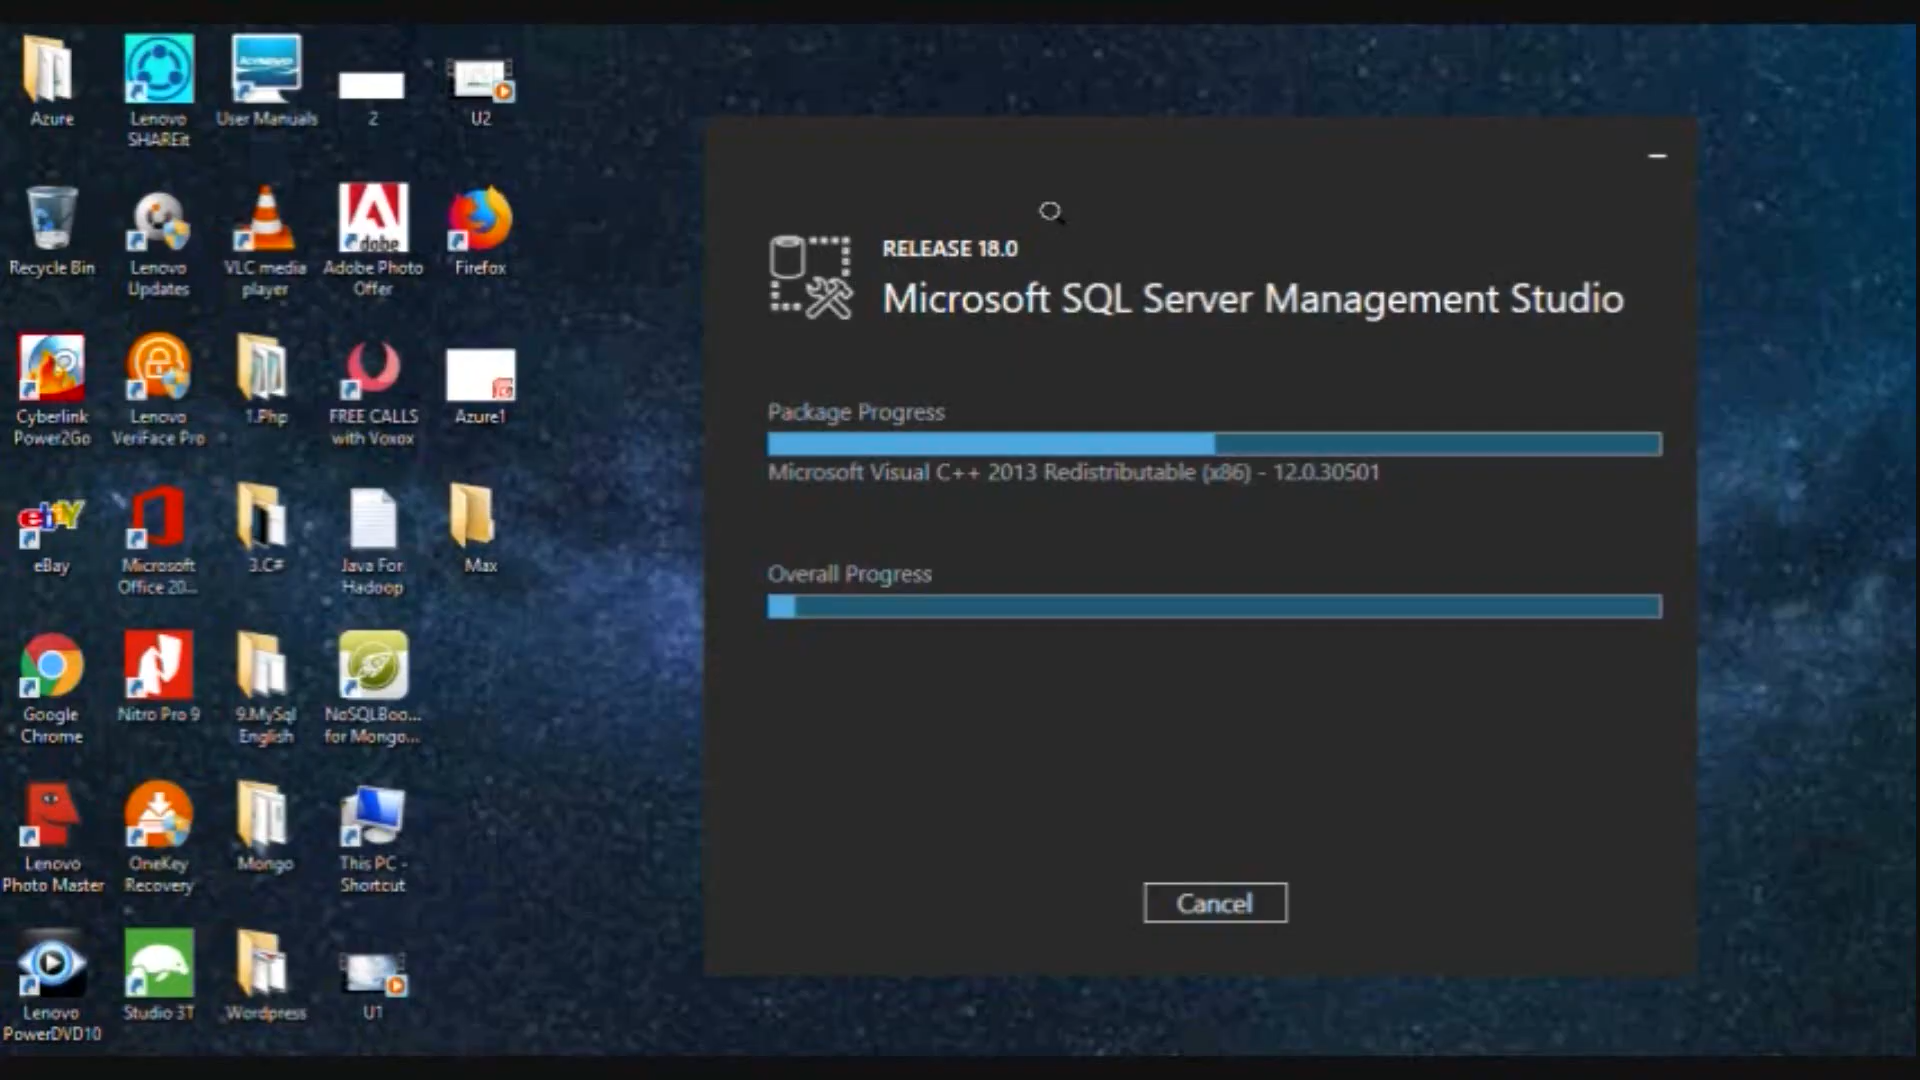 Azure
Lenovo
SHAREit
User Manuals
2
U2
Recycle Bin
Lenovo
Updates
VLC media
player
Adobe
Adobe Photo
Offer
Firefox
Cyberlink
Power2Go
Lenovo
VeriFace Pro
1.Php
FREE CALLS
with Voxox
Azure1
ebay
eBay
Microsoft
Office 20...
3.C#
Java For
Hadoop
Max
Google
Chrome
Nitro Pro 9
9.MySql
English
NoSQLBoo...
for Mongo...
Lenovo
Photo Master
OneKey
Recovery
Mongo
This PC -
Shortcut
Lenovo
PowerDVD10
Studio 3T
Wordpress
U1
RELEASE 18.0
Microsoft SQL Server Management Studio
Package Progress
Microsoft Visual C++ 2013 Redistributable (x86) - 12.0.30501
Overall Progress
Cancel